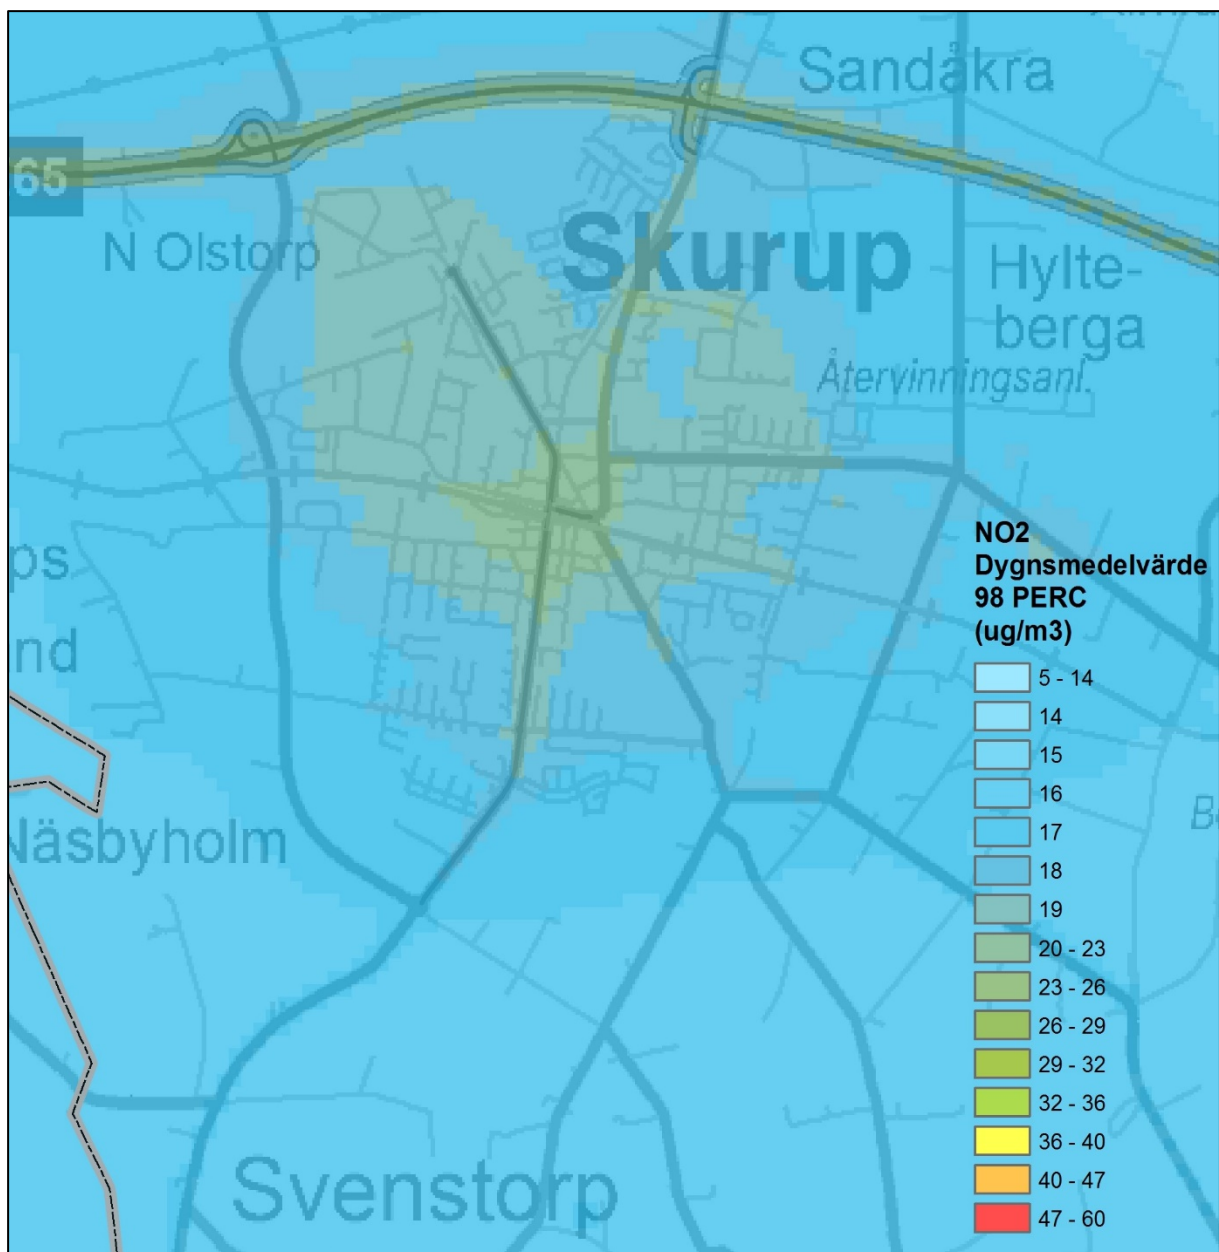 Sandåkra
65
N Olstorp
Skurup
Hylte-
berga
Återvinningsanl.
ps
nd
Näsbyholm
Svenstorp
NO2
Dygnsmedelvärde
98 PERC
(ug/m3)
5 - 14
14
15
16
17
18
19
20 - 23
23 - 26
26 - 29
29 - 32
32 - 36
36 - 40
40 - 47
47 - 60